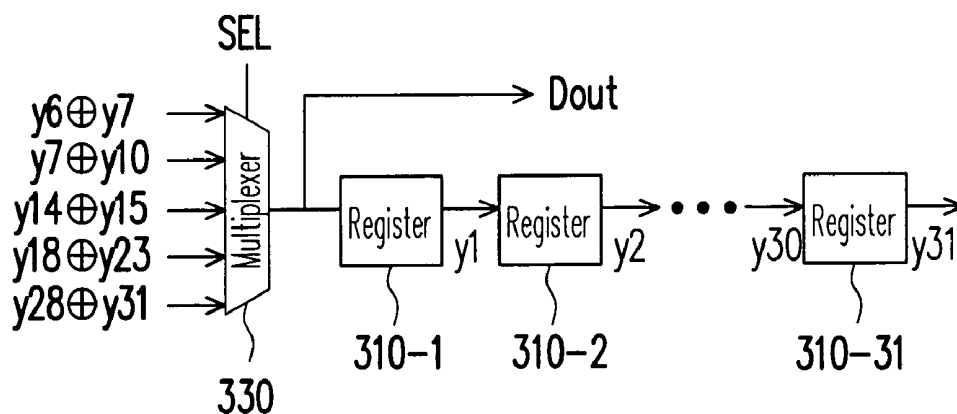 SEL
y6⊕y7
y7⊕y10
y14⊕y15
y18⊕y23
y28⊕y31
Multiplexer
Dout
Register
y1
Register
y2
y30
Register
y31
310-1
310-2
310-31
330